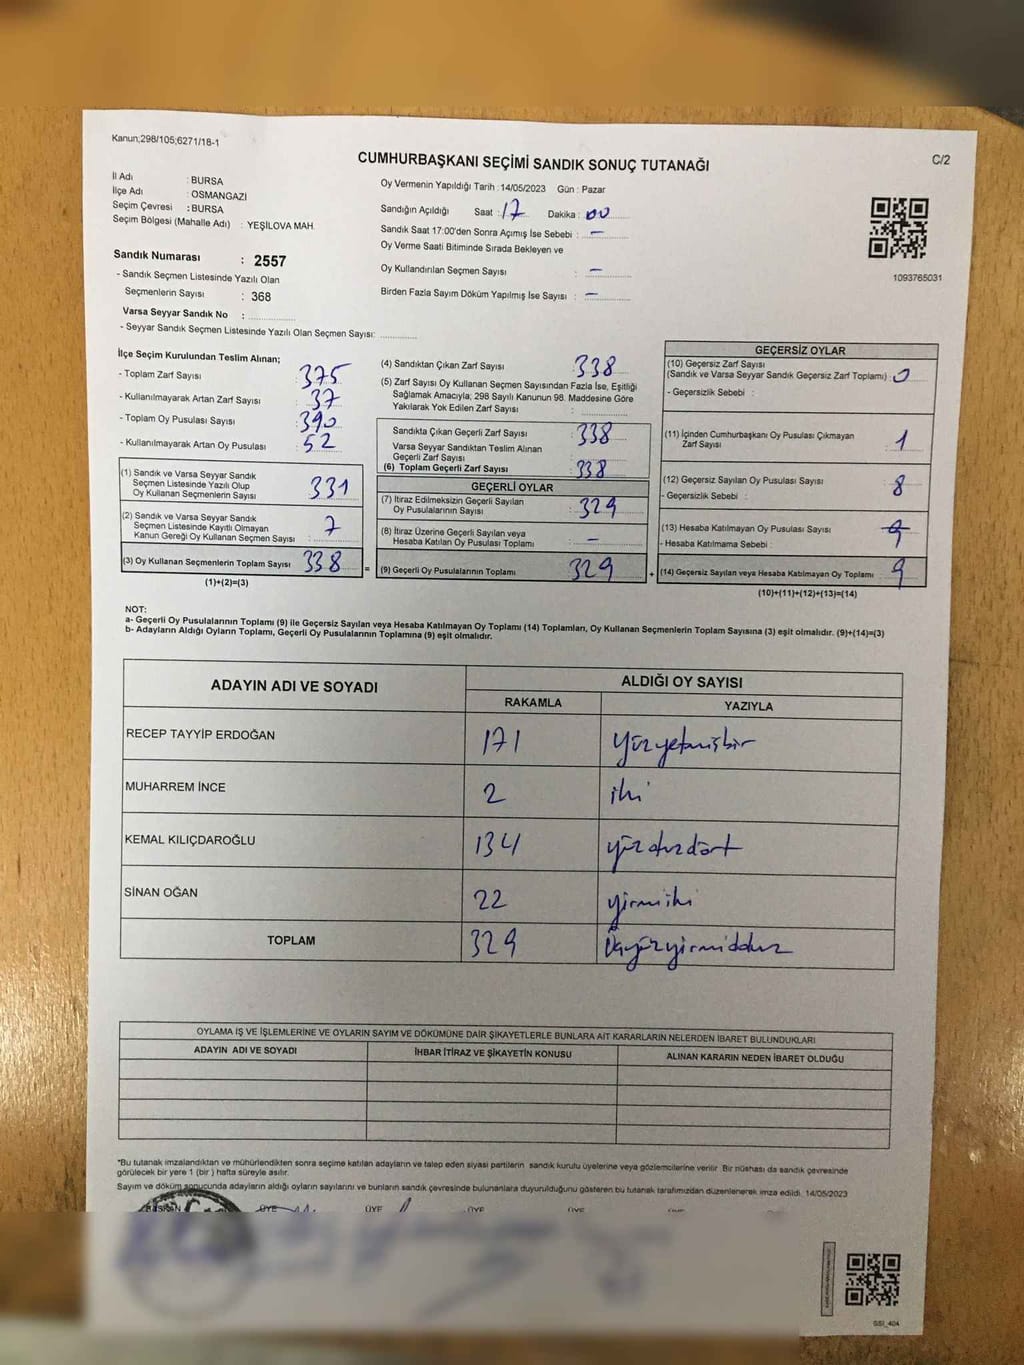 Kanun;298/105;6271/18-1
CUMHURBAŞKANI SEÇİMİ SANDIK SONUÇ TUTANAĞI
C/2
İl Adı : BURSA
İlçe Adı : OSMANGAZİ
Seçim Çevresi : BURSA
Seçim Bölgesi (Mahalle Adı) : YEŞİLOVA MAH.
Sandık Numarası : 2557
- Sandık Seçmen Listesinde Yazılı Olan
Seçmenlerin Sayısı : 368
Varsa Seyyar Sandık No :
- Seyyar Sandık Seçmen Listesinde Yazılı Olan Seçmen Sayısı:
Oy Vermenin Yapıldığı Tarih : 14/05/2023 Gün : Pazar
Sandığın Açıldığı Saat : 17 Dakika : 00
Sandık Saat 17:00'den Sonra Açımış İse Sebebi : -
Oy Verme Saati Bitiminde Sırada Bekleyen ve
Oy Kullandırılan Seçmen Sayısı : -
Birden Fazla Sayım Döküm Yapılmış İse Sayısı : -
1093765031
İlçe Seçim Kurulundan Teslim Alınan;
- Toplam Zarf Sayısı : 375
- Kullanılmayarak Artan Zarf Sayısı : 37
- Toplam Oy Pusulası Sayısı : 390
- Kullanılmayarak Artan Oy Pusulası : 52
(1) Sandık ve Varsa Seyyar Sandık
Seçmen Listesinde Yazılı Olup
Oy Kullanan Seçmenlerin Sayısı : 331
(2) Sandık ve Varsa Seyyar Sandık
Seçmen Listesinde Kayıtlı Olmayan
Kanun Gereği Oy Kullanan Seçmen Sayısı : 7
(3) Oy Kullanan Seçmenlerin Toplam Sayısı : 338
(1)+(2)=(3)
=
(4) Sandıktan Çıkan Zarf Sayısı : 338
(5) Zarf Sayısı Oy Kullanan Seçmen Sayısından Fazla İse, Eşitliği
Sağlamak Amacıyla; 298 Sayılı Kanunun 98. Maddesine Göre
Yakılarak Yok Edilen Zarf Sayısı :
Sandıkta Çıkan Geçerli Zarf Sayısı : 338
Varsa Seyyar Sandıktan Teslim Alınan
Geçerli Zarf Sayısı :
(6) Toplam Geçerli Zarf Sayısı : 338
GEÇERLİ OYLAR
(7) İtiraz Edilmeksizin Geçerli Sayılan
Oy Pusulalarının Sayısı : 329
(8) İtiraz Üzerine Geçerli Sayılan veya
Hesaba Katılan Oy Pusulası Toplamı : -
(9) Geçerli Oy Pusulalarının Toplamı : 329
+
GEÇERSİZ OYLAR
(10) Geçersiz Zarf Sayısı
(Sandık ve Varsa Seyyar Sandık Geçersiz Zarf Toplamı) : 0
- Geçersizlik Sebebi :
(11) İçinden Cumhurbaşkanı Oy Pusulası Çıkmayan
Zarf Sayısı : 1
(12) Geçersiz Sayılan Oy Pusulası Sayısı : 8
- Geçersizlik Sebebi :
(13) Hesaba Katılmayan Oy Pusulası Sayısı : 9
- Hesaba Katılmama Sebebi :
(14) Geçersiz Sayılan veya Hesaba Katılmayan Oy Toplamı : 9
(10)+(11)+(12)+(13)=(14)
NOT:
a- Geçerli Oy Pusulalarının Toplamı (9) ile Geçersiz Sayılan veya Hesaba Katılmayan Oy Toplamı (14) Toplamları, Oy Kullanan Seçmenlerin Toplam Sayısına (3) eşit olmalıdır. (9)+(14)=(3)
b- Adayların Aldığı Oyların Toplamı, Geçerli Oy Pusulalarının Toplamına (9) eşit olmalıdır.
ADAYIN ADI VE SOYADI ALDIĞI OY SAYISI
RAKAMLA YAZIYLA
RECEP TAYYİP ERDOĞAN 171 yüzyetmişbir
MUHARREM İNCE 2 iki
KEMAL KILIÇDAROĞLU 134 yüzotuzdört
SİNAN OĞAN 22 yirmiiki
TOPLAM 329 Üçyüzyirmidokuz
OYLAMA İŞ VE İŞLEMLERİNE VE OYLARIN SAYIM VE DÖKÜMÜNE DAİR ŞİKAYETLERLE BUNLARA AİT KARARLARIN NELERDEN İBARET BULUNDUKLARI
ADAYIN ADI VE SOYADI İHBAR İTİRAZ VE ŞİKAYETİN KONUSU ALINAN KARARIN NEDEN İBARET OLDUĞU
*Bu tutanak imzalandıktan ve mühürlendikten sonra seçime katılan adayların ve talep eden siyasi partilerin sandık kurulu üyelerine veya gözlemcilerine verilir. Bir nüshası da sandık çevresinde
görülecek bir yere 1 (bir) hafta süreyle asılır.
Sayım ve döküm sonucunda adayların aldığı oyların sayılarını ve bunların sandık çevresinde bulunanlara duyurulduğunu gösteren bu tutanak tarafımızdan düzenlenerek imza edildi. 14/05/2023
BAŞKAN ÜYE ÜYE ÜYE ÜYE ÜYE
SSI_404